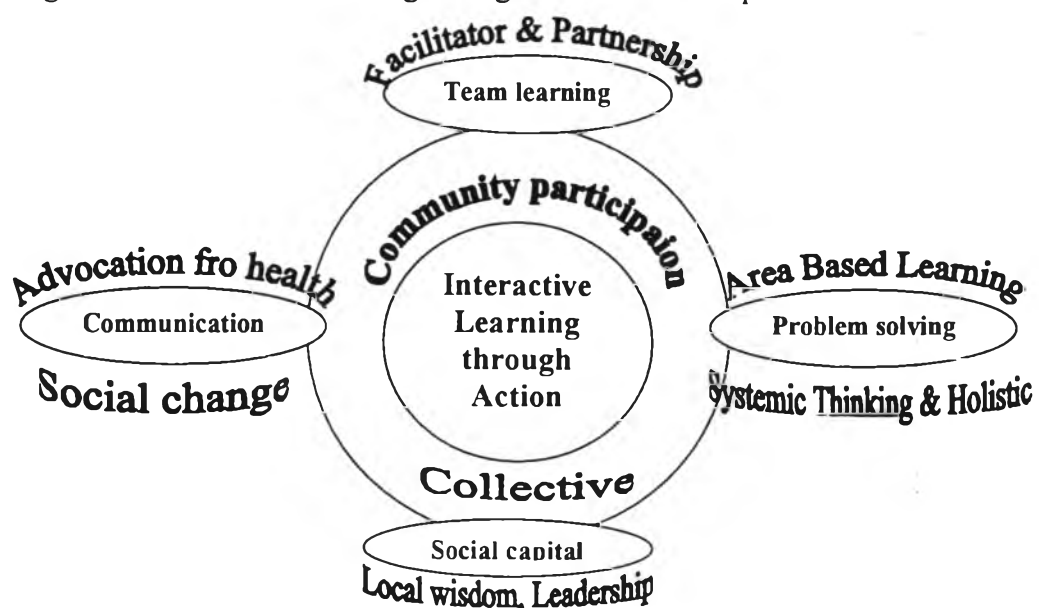 Facilitator & Partnership
Team learning
Community participaion
Advocation fro health
Communication
Social change
Interactive
Learning
through
Action
Area Based Learning
Problem solving
Systemic Thinking & Holistic
Collective
Social capital
Local wisdom, Leadership